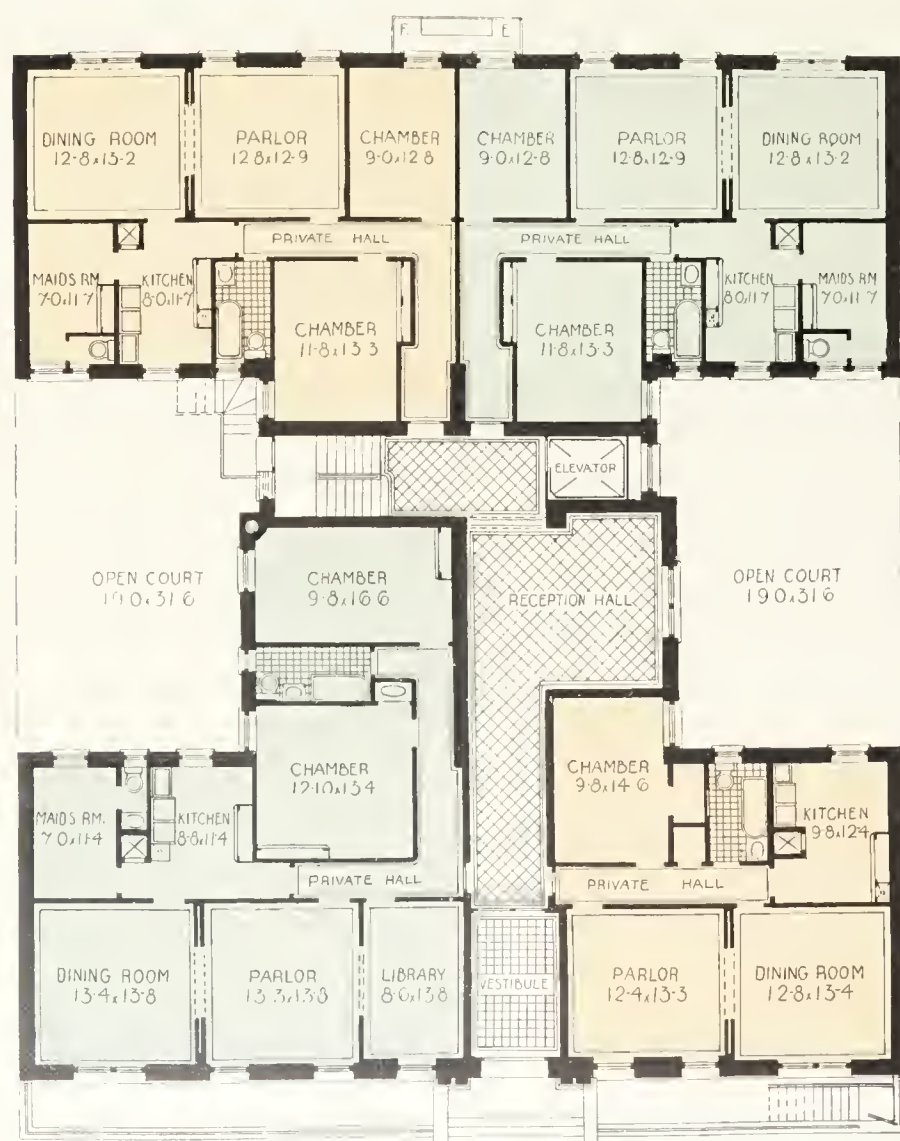 F. E.
DINING ROOM
12-8x13-2
PARLOR
12-8x12-9
CHAMBER
9-0x12-8
CHAMBER
9-0x12-8
PARLOR
12-8x12-9
DINING ROOM
12-8x13-2
PRIVATE HALL
PRIVATE HALL
MAIDS RM
7-0x11-7
KITCHEN
8-0x11-7
CHAMBER
11-8x13-3
CHAMBER
11-8x13-3
KITCHEN
8-0x11-7
MAIDS RM
7-0x11-7
ELEVATOR
OPEN COURT
19-0x31-6
CHAMBER
9-8x16-6
RECEPTION HALL
OPEN COURT
19-0x31-6
CHAMBER
12-10x13-4
CHAMBER
9-8x14-6
MAIDS RM.
7-0x11-4
KITCHEN
8-8x11-4
KITCHEN
9-8x12-4
PRIVATE HALL
PRIVATE HALL
DINING ROOM
13-4x13-8
PARLOR
13-3x13-8
LIBRARY
8-6x13-8
VESTIBULE
PARLOR
12-4x13-3
DINING ROOM
12-8x13-4